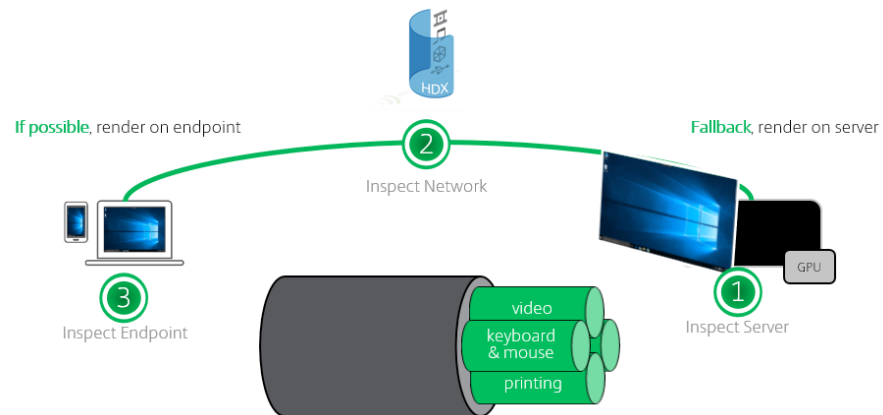 HDX
If possible, render on endpoint
Fallback, render on server
2
Inspect Network
GPU
3
1
Inspect Endpoint
Inspect Server
video
keyboard
& mouse
printing